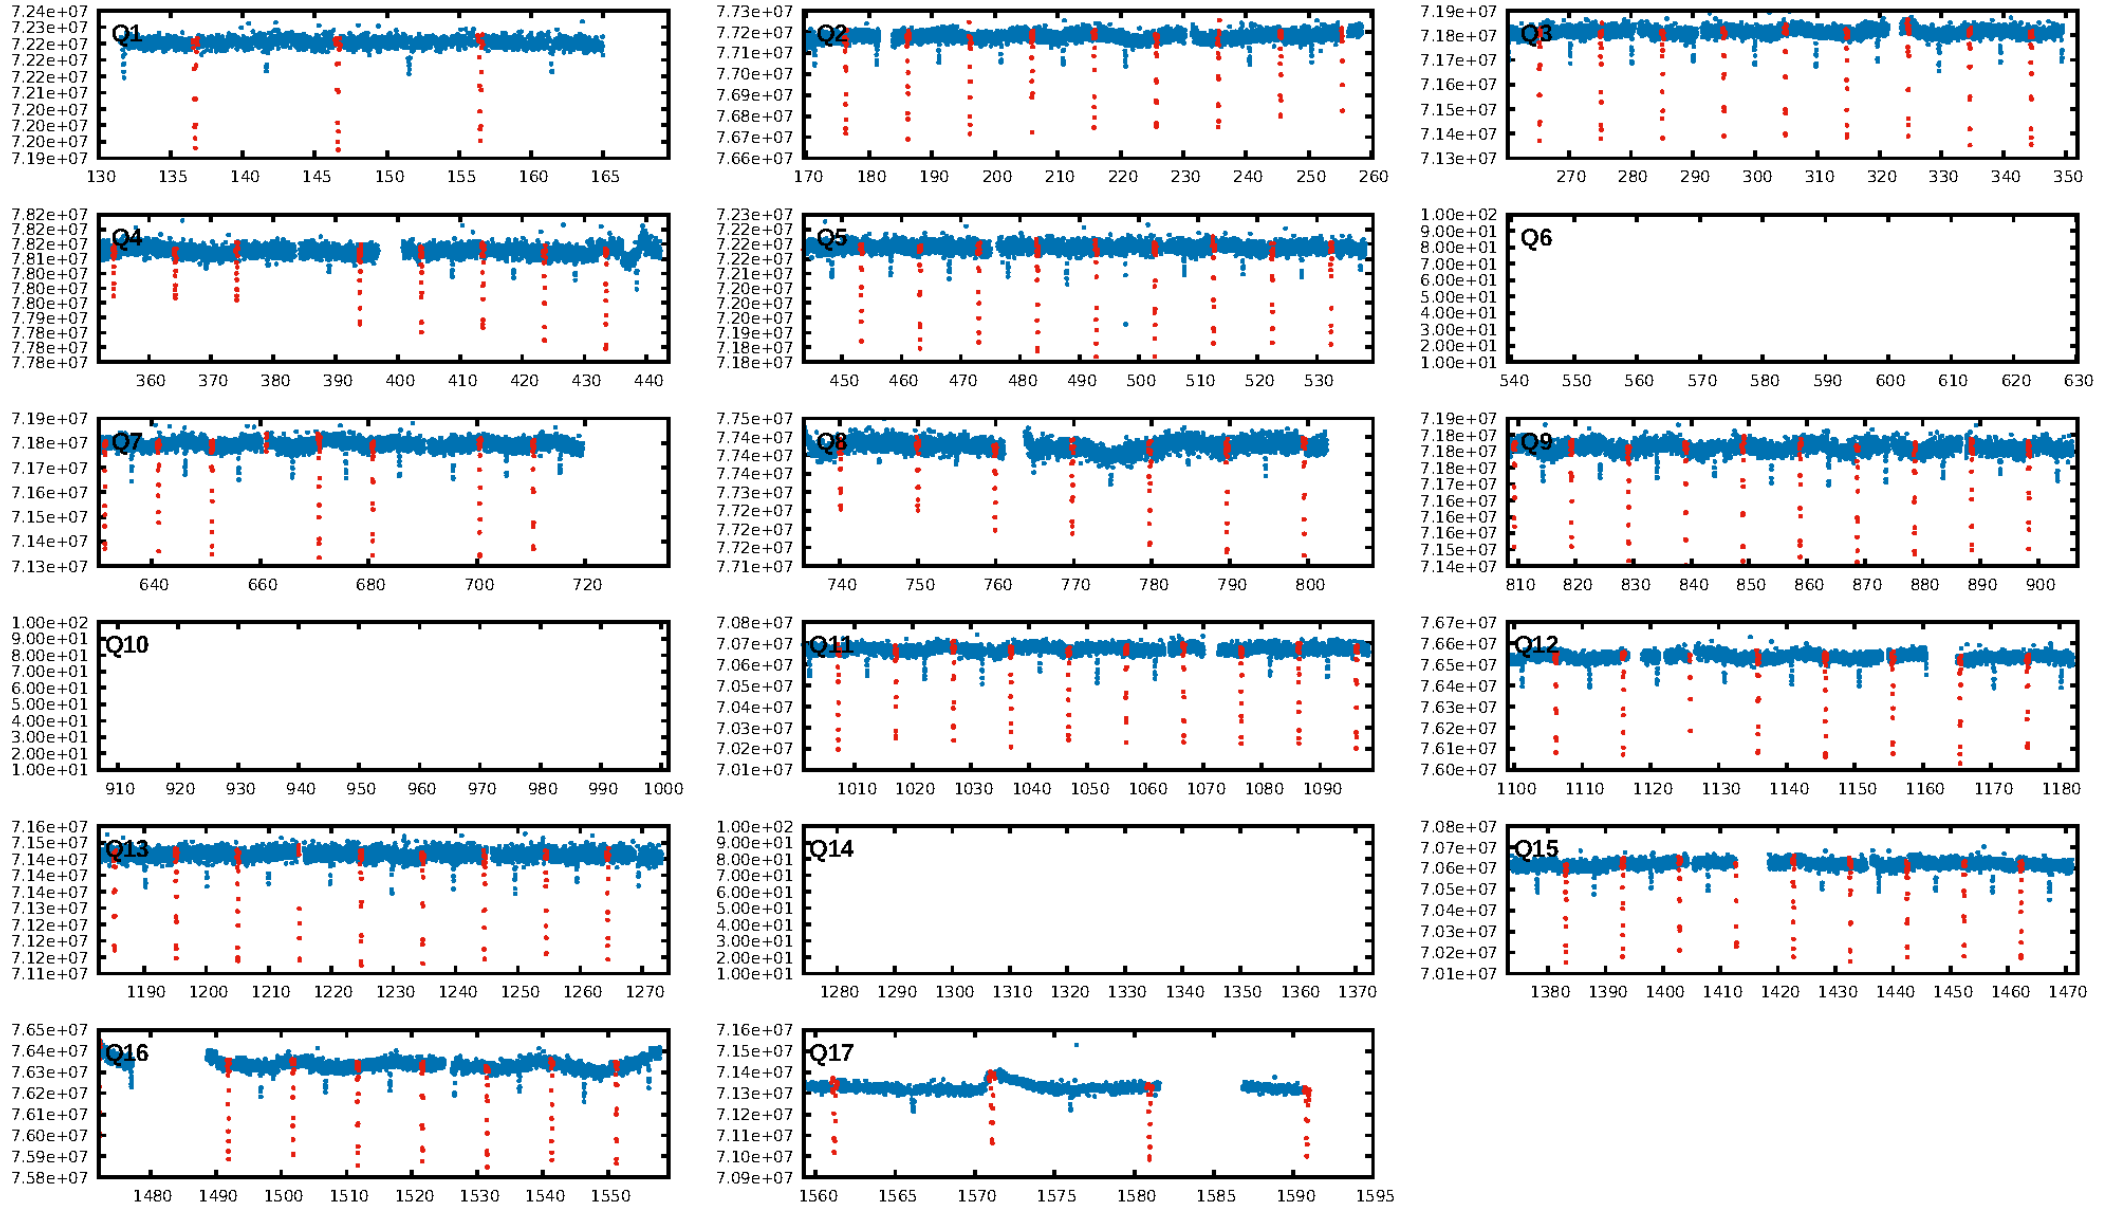 7.24e+07
7.23e+07
7.22e+07
7.22e+07
7.22e+07
7.21e+07
7.20e+07
7.20e+07
7.20e+07
7.19e+07
Q1
130 135 140 145 150 155 160 165
7.73e+07
7.72e+07
7.71e+07
7.70e+07
7.69e+07
7.68e+07
7.67e+07
7.66e+07
Q2
170 180 190 200 210 220 230 240 250 260
7.19e+07
7.18e+07
7.17e+07
7.16e+07
7.15e+07
7.14e+07
7.13e+07
Q3
270 280 290 300 310 320 330 340 350
7.82e+07
7.82e+07
7.82e+07
7.81e+07
7.80e+07
7.80e+07
7.80e+07
7.79e+07
7.78e+07
7.78e+07
7.78e+07
Q4
360 370 380 390 400 410 420 430 440
7.23e+07
7.22e+07
7.22e+07
7.22e+07
7.21e+07
7.20e+07
7.20e+07
7.20e+07
7.19e+07
7.18e+07
7.18e+07
Q5
450 460 470 480 490 500 510 520 530
1.00e+02
9.00e+01
8.00e+01
7.00e+01
6.00e+01
5.00e+01
4.00e+01
3.00e+01
2.00e+01
1.00e+01
Q6
540 550 560 570 580 590 600 610 620 630
7.19e+07
7.18e+07
7.17e+07
7.16e+07
7.15e+07
7.14e+07
7.13e+07
Q7
640 660 680 700 720
7.75e+07
7.74e+07
7.74e+07
7.74e+07
7.73e+07
7.72e+07
7.72e+07
7.72e+07
7.71e+07
Q8
740 750 760 770 780 790 800
7.19e+07
7.18e+07
7.18e+07
7.18e+07
7.17e+07
7.16e+07
7.16e+07
7.16e+07
7.15e+07
7.14e+07
Q9
810 820 830 840 850 860 870 880 890 900
1.00e+02
9.00e+01
8.00e+01
7.00e+01
6.00e+01
5.00e+01
4.00e+01
3.00e+01
2.00e+01
1.00e+01
Q10
910 920 930 940 950 960 970 980 990 1000
7.08e+07
7.07e+07
7.06e+07
7.05e+07
7.04e+07
7.03e+07
7.02e+07
7.01e+07
Q11
1010 1020 1030 1040 1050 1060 1070 1080 1090
7.67e+07
7.66e+07
7.65e+07
7.64e+07
7.63e+07
7.62e+07
7.61e+07
7.60e+07
Q12
1100 1110 1120 1130 1140 1150 1160 1170 1180
7.16e+07
7.15e+07
7.14e+07
7.14e+07
7.14e+07
7.13e+07
7.12e+07
7.12e+07
7.12e+07
7.11e+07
Q13
1190 1200 1210 1220 1230 1240 1250 1260 1270
1.00e+02
9.00e+01
8.00e+01
7.00e+01
6.00e+01
5.00e+01
4.00e+01
3.00e+01
2.00e+01
1.00e+01
Q14
1280 1290 1300 1310 1320 1330 1340 1350 1360 1370
7.08e+07
7.07e+07
7.06e+07
7.05e+07
7.04e+07
7.03e+07
7.02e+07
7.01e+07
Q15
1380 1390 1400 1410 1420 1430 1440 1450 1460 1470
7.65e+07
7.64e+07
7.63e+07
7.62e+07
7.61e+07
7.60e+07
7.59e+07
7.58e+07
Q16
1480 1490 1500 1510 1520 1530 1540 1550
7.16e+07
7.15e+07
7.14e+07
7.13e+07
7.12e+07
7.11e+07
7.10e+07
7.09e+07
Q17
1560 1565 1570 1575 1580 1585 1590 1595